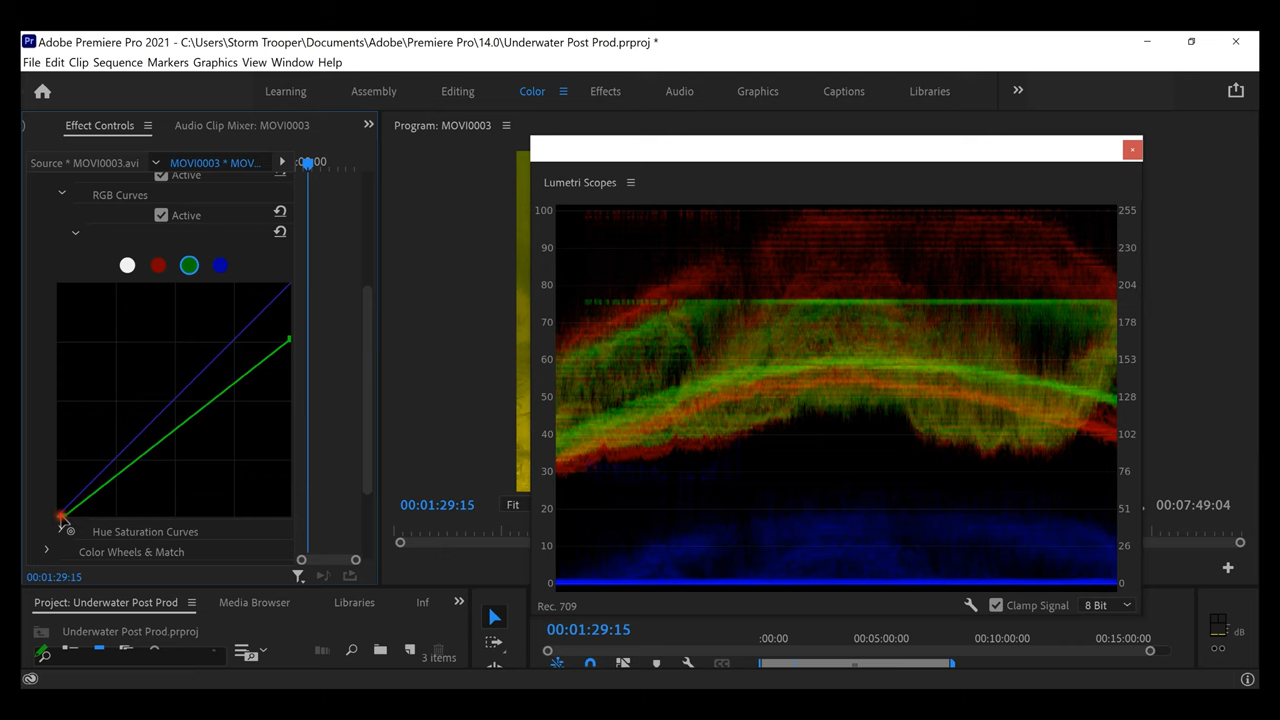 Pr Adobe Premiere Pro 2021 - C:\Users\Storm Trooper\Documents\Adobe\Premiere Pro\14.0\Underwater Post Prod.prproj *
File Edit Clip Sequence Markers Graphics View Window Help
Learning Assembly Editing Color Effects Audio Graphics Captions Libraries
Effect Controls Audio Clip Mixer: MOVI0003 Program: MOVI0003
Source * MOVI0003.avi MOVI0003 * MOV... :00:00
Active
RGB Curves
Active
Lumetri Scopes
100 255
90 230
80 204
70 178
60 153
50 128
40 102
30 76
20 51
10 26
0 0
Hue Saturation Curves
Color Wheels & Match
00:01:29:15
00:01:29:15 Fit 00:07:49:04
Rec. 709 Clamp Signal 8 Bit
Project: Underwater Post Prod Media Browser Libraries Inf
Underwater Post Prod.prproj
3 items
00:01:29:15
:00:00 00:05:00:00 00:10:00:00 00:15:00:00
CC
dB